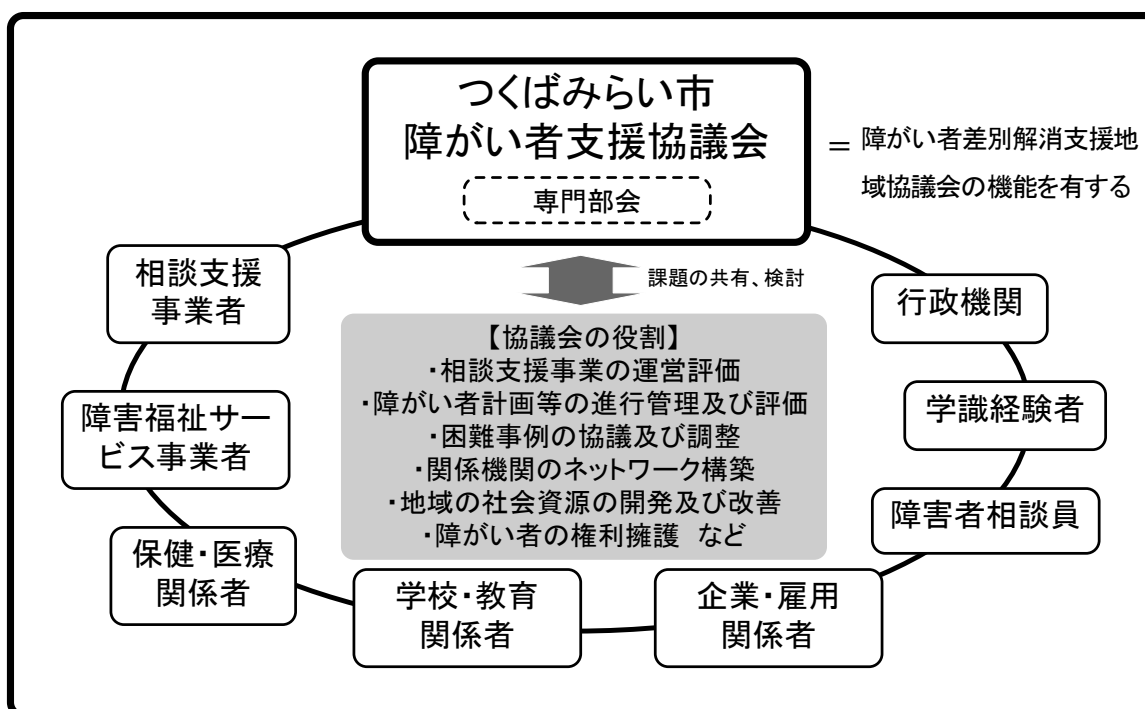 つくばみらい市
障がい者支援協議会
専門部会
= 障がい者差別解消支援地
域協議会の機能を有する
課題の共有、検討
相談支援
事業者
行政機関
【協議会の役割】
・相談支援事業の運営評価
・障がい者計画等の進行管理及び評価
・困難事例の協議及び調整
・関係機関のネットワーク構築
・地域の社会資源の開発及び改善
・障がい者の権利擁護 など
障害福祉サー
ビス事業者
学識経験者
保健・医療
関係者
障害者相談員
学校・教育
関係者
企業・雇用
関係者